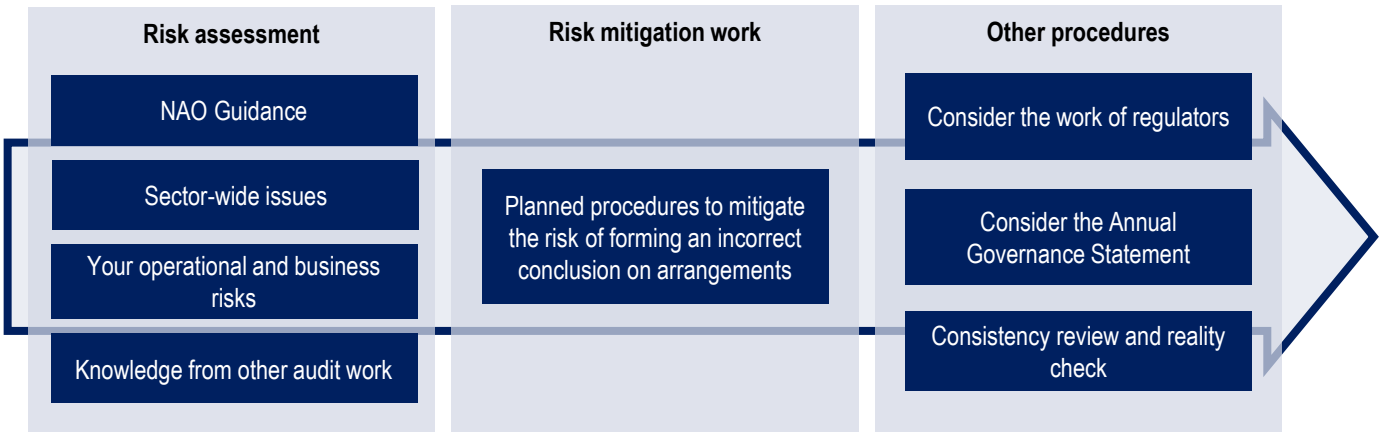 Risk assessment
NAO Guidance
Sector-wide issues
Your operational and business
risks
Knowledge from other audit work
Risk mitigation work
Planned procedures to mitigate
the risk of forming an incorrect
conclusion on arrangements
Other procedures
Consider the work of regulators
Consider the Annual
Governance Statement
Consistency review and reality
check